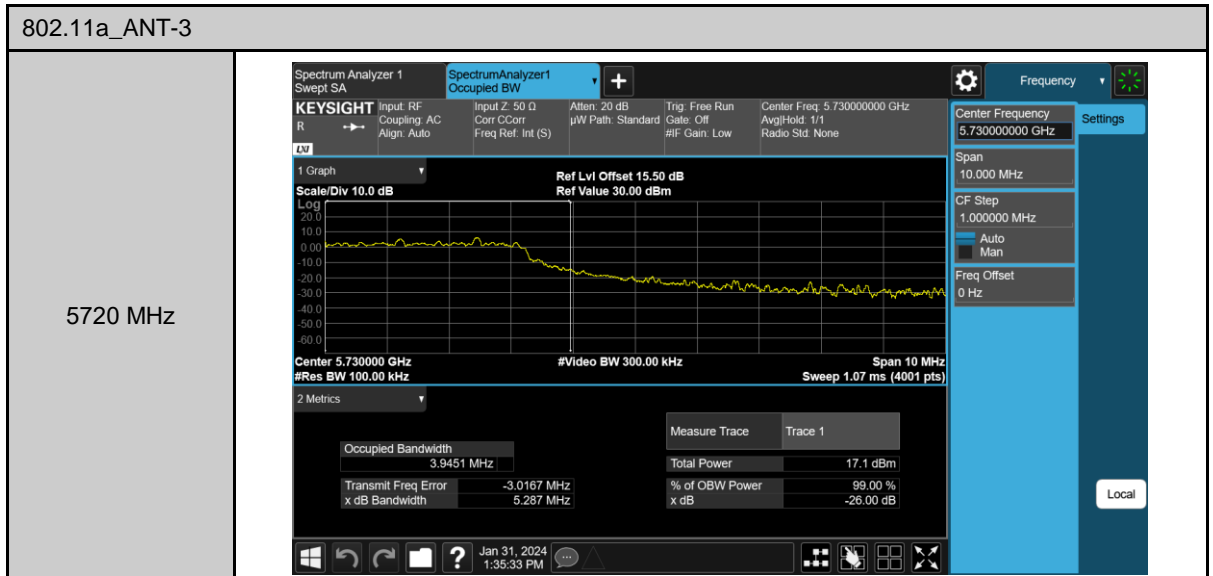 802.11a_ANT-3
5720 MHz
Spectrum Analyzer 1
Swept SA
SpectrumAnalyzer1
Occupied BW
+
Frequency
KEYSIGHT
R
LXI
Input: RF
Coupling: AC
Align: Auto
Input Z: 50 Ω
Corr CCorr
Freq Ref: Int (S)
Atten: 20 dB
µW Path: Standard
Trig: Free Run
Gate: Off
#IF Gain: Low
Center Freq: 5.730000000 GHz
Avg|Hold: 1/1
Radio Std: None
1 Graph
Scale/Div 10.0 dB
Ref Lvl Offset 15.50 dB
Ref Value 30.00 dBm
Log
20.0
10.0
0.00
-10.0
-20.0
-30.0
-40.0
-50.0
-60.0
Center 5.730000 GHz
#Res BW 100.00 kHz
#Video BW 300.00 kHz
Span 10 MHz
Sweep 1.07 ms (4001 pts)
2 Metrics
Measure Trace Trace 1
Occupied Bandwidth
3.9451 MHz
Total Power 17.1 dBm
Transmit Freq Error -3.0167 MHz
% of OBW Power 99.00 %
x dB Bandwidth 5.287 MHz
x dB -26.00 dB
Center Frequency
5.730000000 GHz
Settings
Span
10.000 MHz
CF Step
1.000000 MHz
Auto
Man
Freq Offset
0 Hz
Local
?
Jan 31, 2024
1:35:33 PM